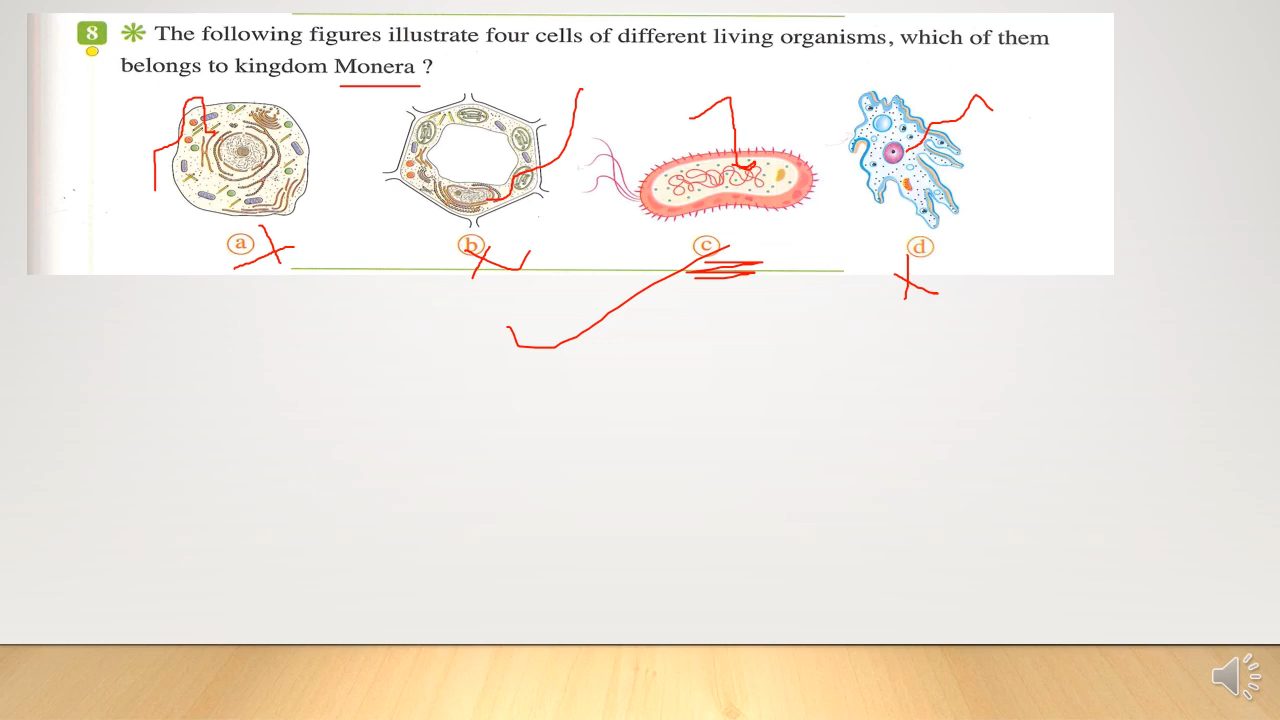 8 The following figures illustrate four cells of different living organisms, which of them
belongs to kingdom Monera ?
a b c d